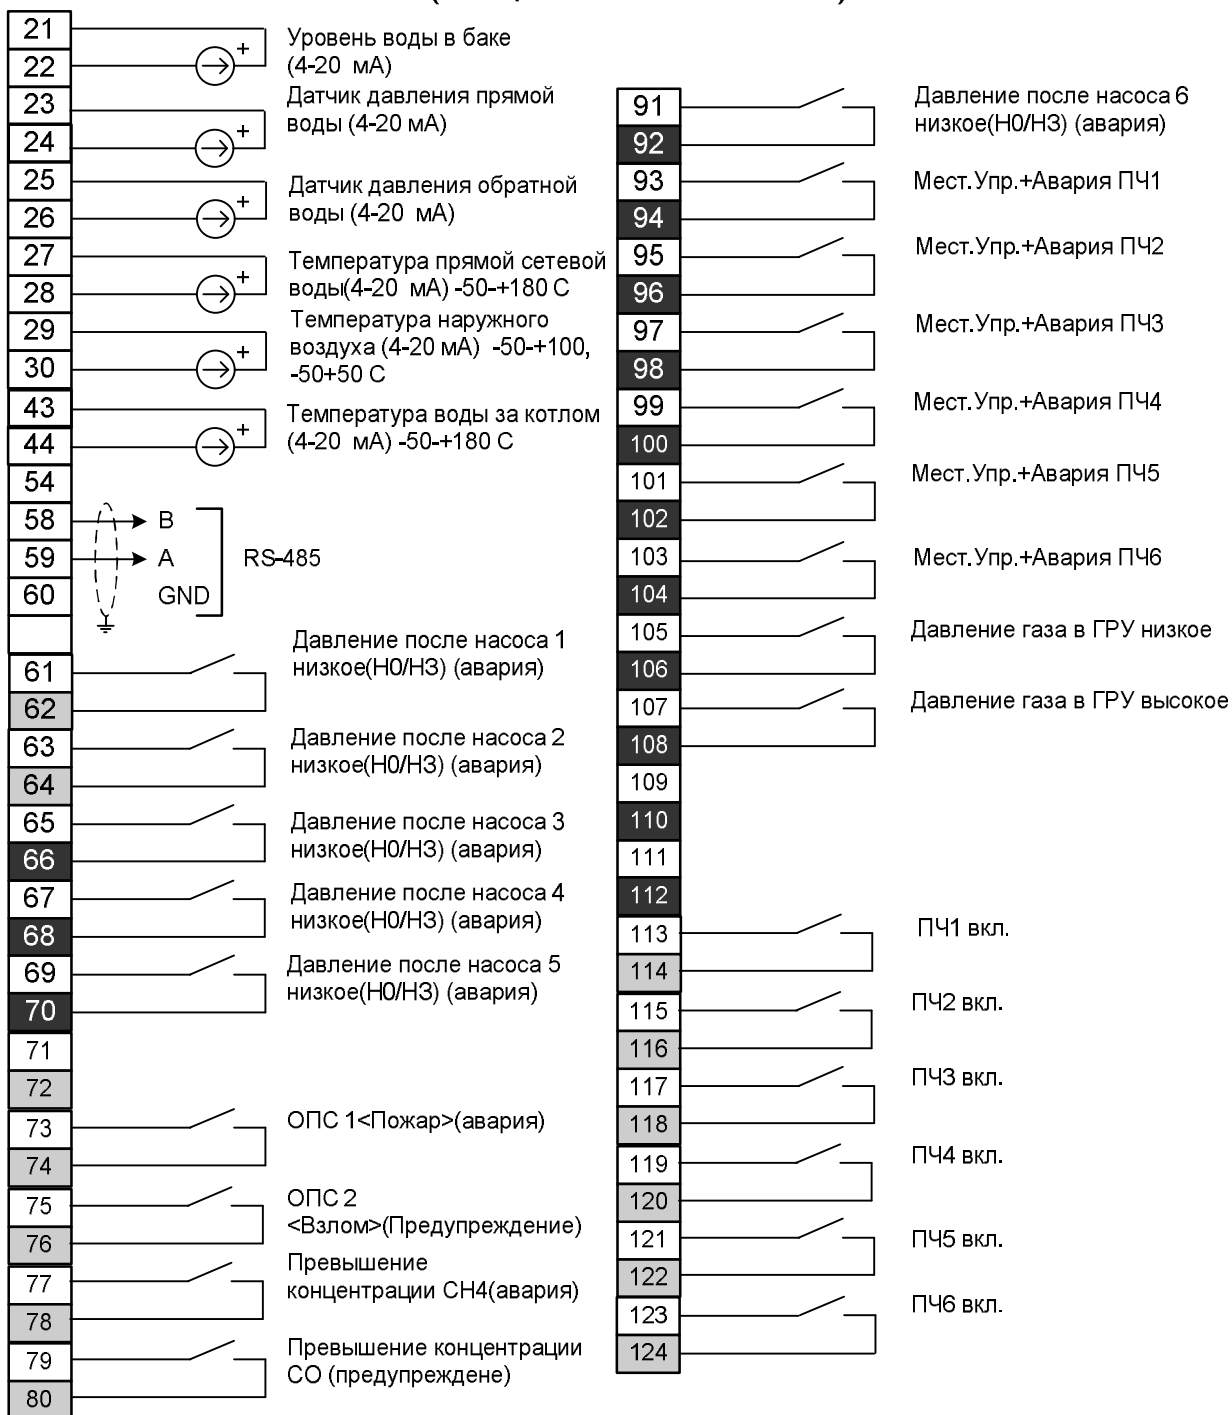 21
22
Уровень воды в баке
(4-20 мА)
23
24
Датчик давления прямой
воды (4-20 мА)
25
26
Датчик давления обратной
воды (4-20 мА)
27
28
Температура прямой сетевой
воды(4-20 мА) -50-+180 С
29
30
Температура наружного
воздуха (4-20 мА) -50-+100,
-50+50 С
43
44
Температура воды за котлом
(4-20 мА) -50-+180 С
54
58
B
59
A
RS-485
60
GND
61
62
Давление после насоса 1
низкое(Н0/НЗ) (авария)
63
64
Давление после насоса 2
низкое(Н0/НЗ) (авария)
65
66
Давление после насоса 3
низкое(Н0/НЗ) (авария)
67
68
Давление после насоса 4
низкое(Н0/НЗ) (авария)
69
70
Давление после насоса 5
низкое(Н0/НЗ) (авария)
71
72
73
74
ОПС 1<Пожар>(авария)
75
76
ОПС 2
<Взлом>(Предупреждение)
77
78
Превышение
концентрации СН4(авария)
79
80
Превышение концентрации
СО (предупреждене)
91
92
Давление после насоса 6
низкое(Н0/НЗ) (авария)
93
94
Мест.Упр.+Авария ПЧ1
95
96
Мест.Упр.+Авария ПЧ2
97
98
Мест.Упр.+Авария ПЧ3
99
100
Мест.Упр.+Авария ПЧ4
101
102
Мест.Упр.+Авария ПЧ5
103
104
Мест.Упр.+Авария ПЧ6
105
106
Давление газа в ГРУ низкое
107
108
Давление газа в ГРУ высокое
109
110
111
112
113
114
ПЧ1 вкл.
115
116
ПЧ2 вкл.
117
118
ПЧ3 вкл.
119
120
ПЧ4 вкл.
121
122
ПЧ5 вкл.
123
124
ПЧ6 вкл.